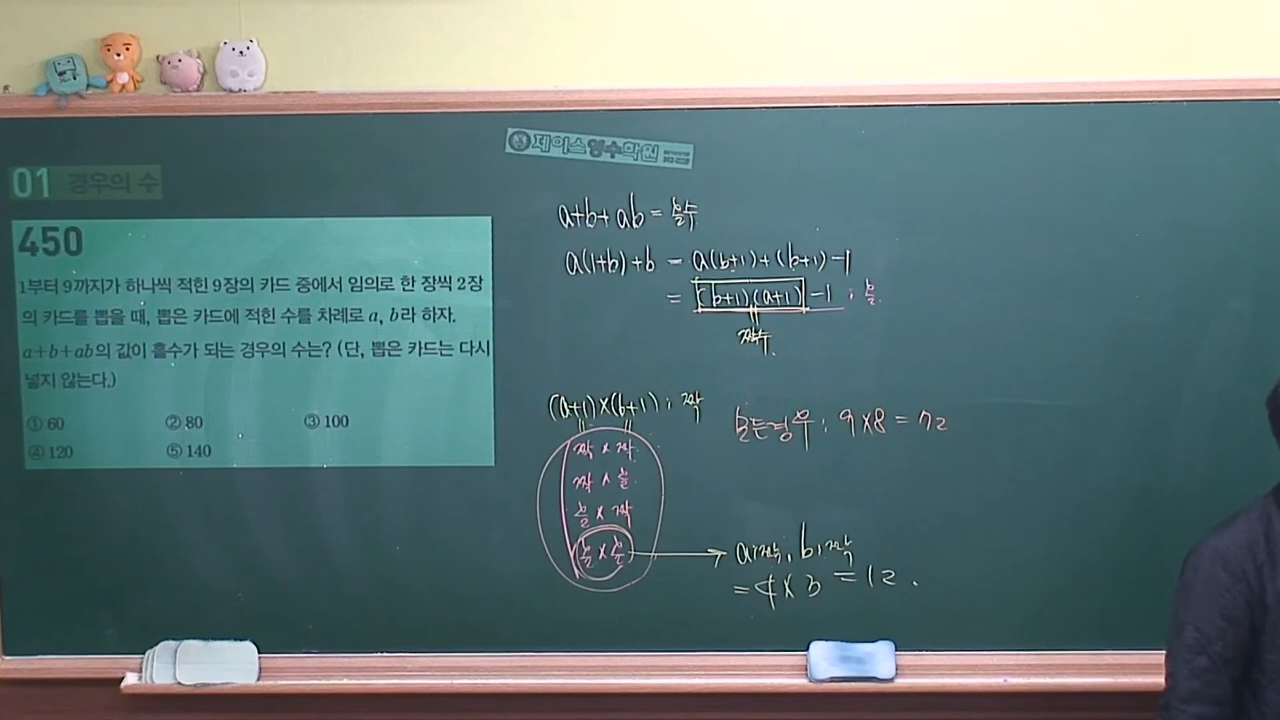 제이스영수학원
01 경우의 수
450
1부터 9까지가 하나씩 적힌 9장의 카드 중에서 임의로 한 장씩 2장
의 카드를 뽑을 때, 뽑은 카드에 적힌 수를 차례로 a, b라 하자.
a+b+ab의 값이 홀수가 되는 경우의 수는? (단, 뽑은 카드는 다시
넣지 않는다.)
① 60 ② 80 ③ 100
④ 120 ⑤ 140
a+b+ab = 홀수
a(1+b)+b = a(b+1)+(b+1)-1
= (b+1)(a+1) -1 ; 홀.
짝수.
(a+1)×(b+1) ; 짝
짝 × 짝.
짝 × 홀.
홀 × 짝
홀 × 홀
모든경우 ; 9×8 = 72
a;짝, b;짝
= 4×3 = 12.